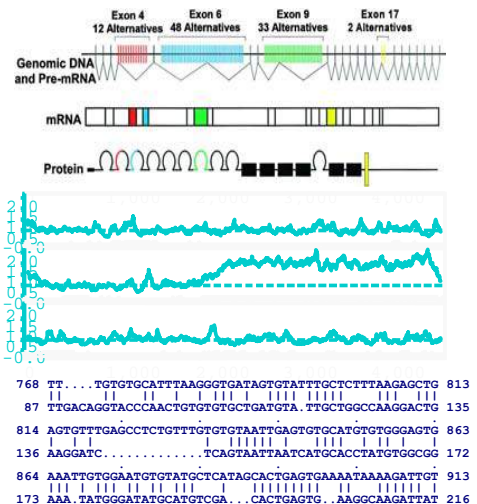 Exon 4 Exon 6 Exon 9 Exon 17
12 Alternatives 48 Alternatives 33 Alternatives 2 Alternatives
Genomic DNA
and Pre-mRNA
mRNA
Protein
768 TT....TGTGTGCATTTAAGGGTGATAGTGTATTTGCTCTTTAAGAGCTG 813
87 TTGACAGGTACCCAACTGTGTGTGCTGATGTA.TTGCTGGCCAAGGACTG 135
814 AGTGTTTGAGCCTCTGTTTGTGTGTAATTGAGTGTGCATGTGTGGGAGTG 863
136 AAGGATC.............TCAGTAATTAATCATGCACCTATGTGGCGG 172
864 AAATTGTGGAATGTGTATGCTCATAGCACTGAGTGAAAATAAAAGATTGT 913
173 AAA.TATGGGATATGCATGTCGA...CACTGAGTG..AAGGCAAGATTAT 216